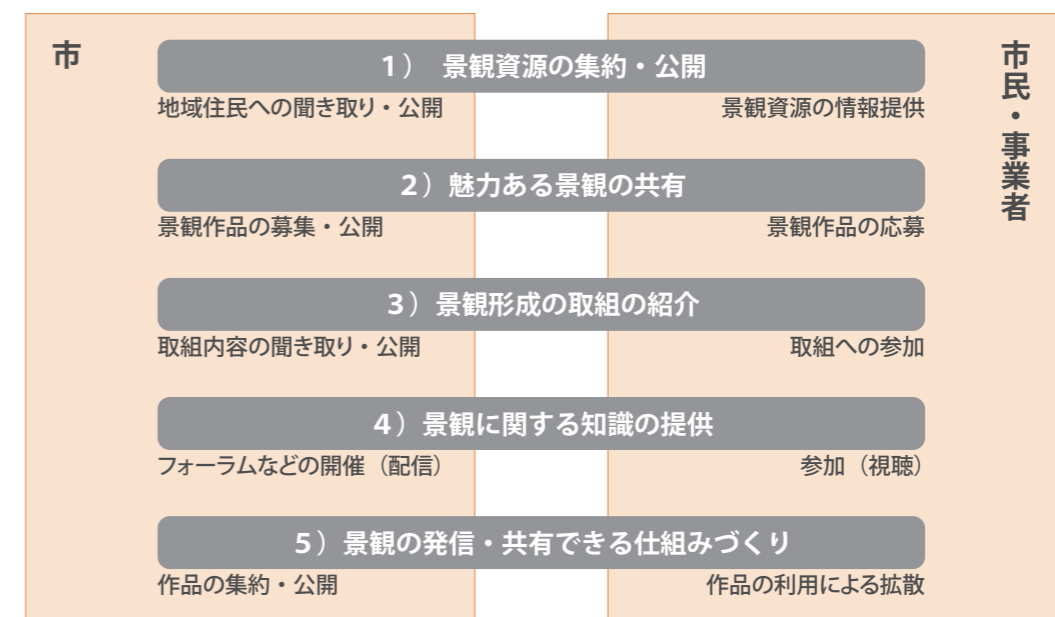 市
市民・事業者
1） 景観資源の集約・公開
地域住民への聞き取り・公開
景観資源の情報提供
2）魅力ある景観の共有
景観作品の募集・公開
景観作品の応募
3）景観形成の取組の紹介
取組内容の聞き取り・公開
取組への参加
4）景観に関する知識の提供
フォーラムなどの開催（配信）
参加（視聴）
5）景観の発信・共有できる仕組みづくり
作品の集約・公開
作品の利用による拡散